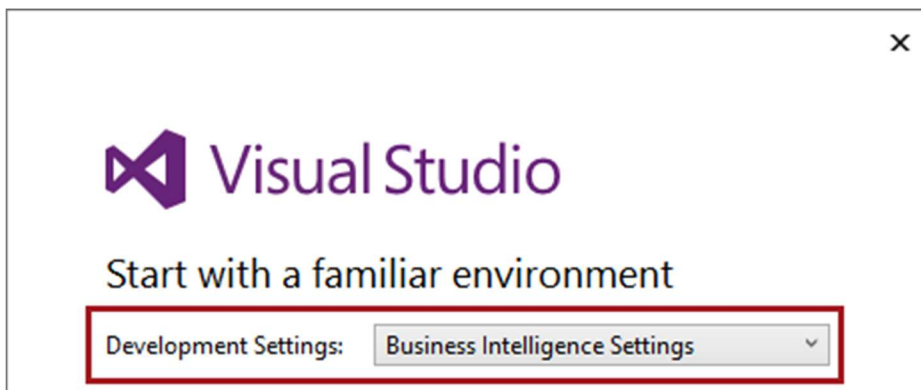 Visual Studio
Start with a familiar environment
Development Settings: Business Intelligence Settings